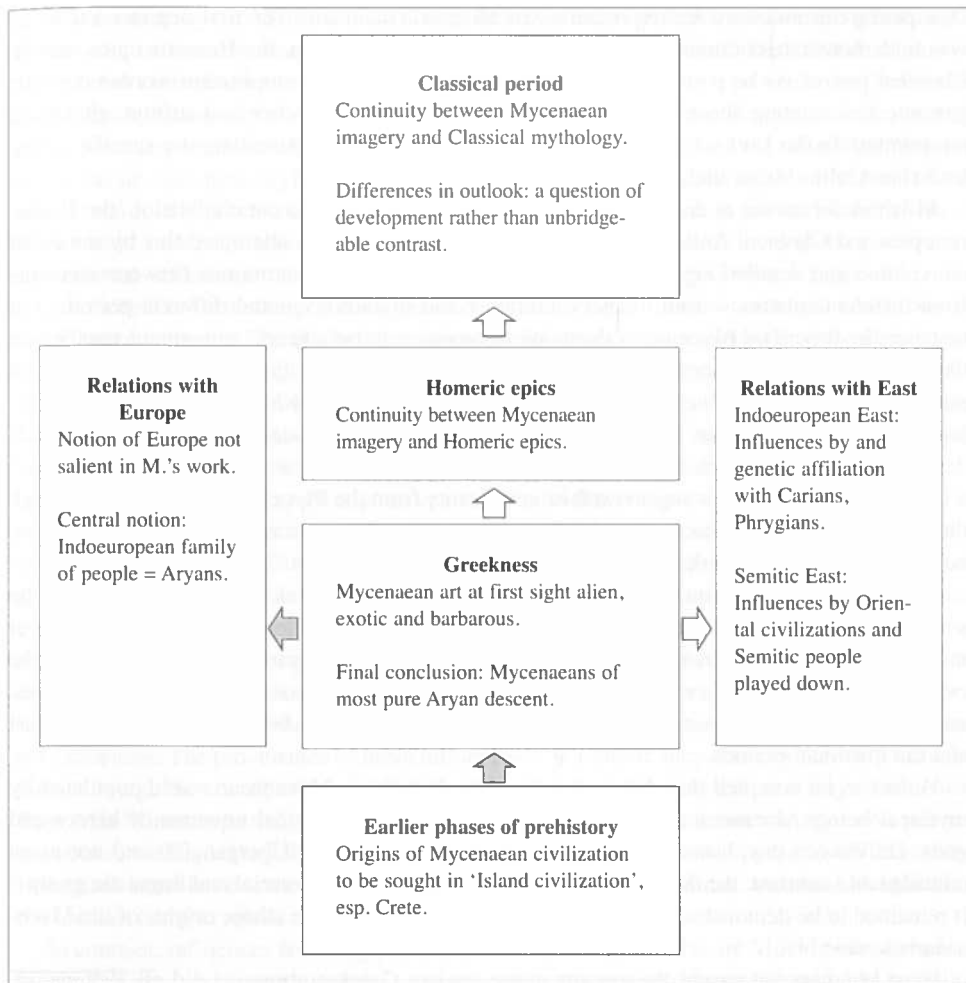 Classical period
Continuity between Mycenaean
imagery and Classical mythology.
Differences in outlook: a question of
development rather than unbridge-
able contrast.
Relations with
Europe
Notion of Europe not
salient in M.'s work.
Central notion:
Indoeuropean family
of people = Aryans.
Homeric epics
Continuity between Mycenaean
imagery and Homeric epics.
Greekness
Mycenaean art at first sight alien,
exotic and barbarous.
Final conclusion: Mycenaeans of
most pure Aryan descent.
Relations with East
Indoeuropean East:
Influences by and
genetic affiliation
with Carians,
Phrygians.
Semitic East:
Influences by Orien-
tal civilizations and
Semitic people
played down.
Earlier phases of prehistory
Origins of Mycenaean civilization
to be sought in 'Island civilization',
esp. Crete.